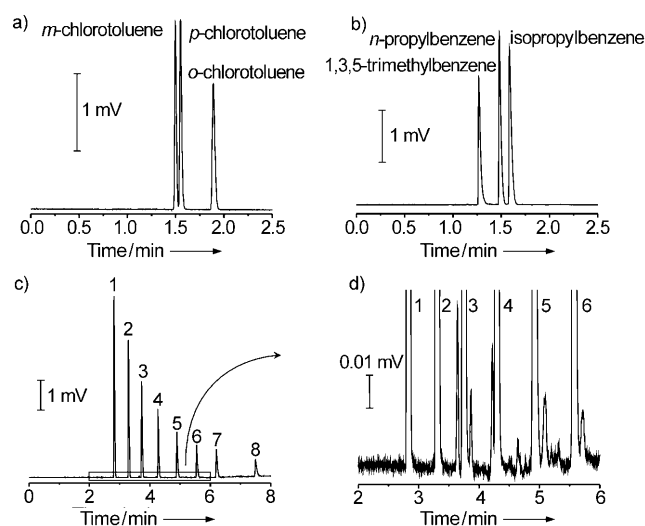 a)
m-chlorotoluene
p-chlorotoluene
o-chlorotoluene
1 mV
0.0 0.5 1.0 1.5 2.0 2.5
Time/min
b)
n-propylbenzene
isopropylbenzene
1,3,5-trimethylbenzene
1 mV
0.0 0.5 1.0 1.5 2.0 2.5
Time/min
c)
1
2
3
4
5
6
7
8
1 mV
0 2 4 6 8
Time/min
d)
1 2 3 4 5 6
0.01 mV
2 3 4 5 6
Time/min